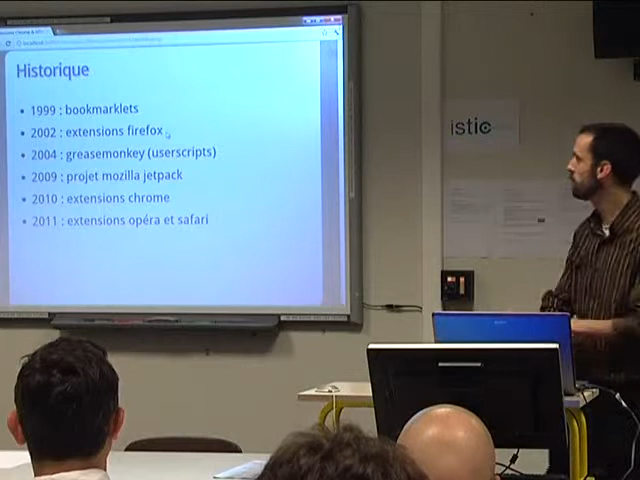 Historique
1999 : bookmarklets
2002 : extensions firefox
2004 : greasemonkey (userscripts)
2009 : projet mozilla jetpack
2010 : extensions chrome
2011 : extensions opéra et safari
istic